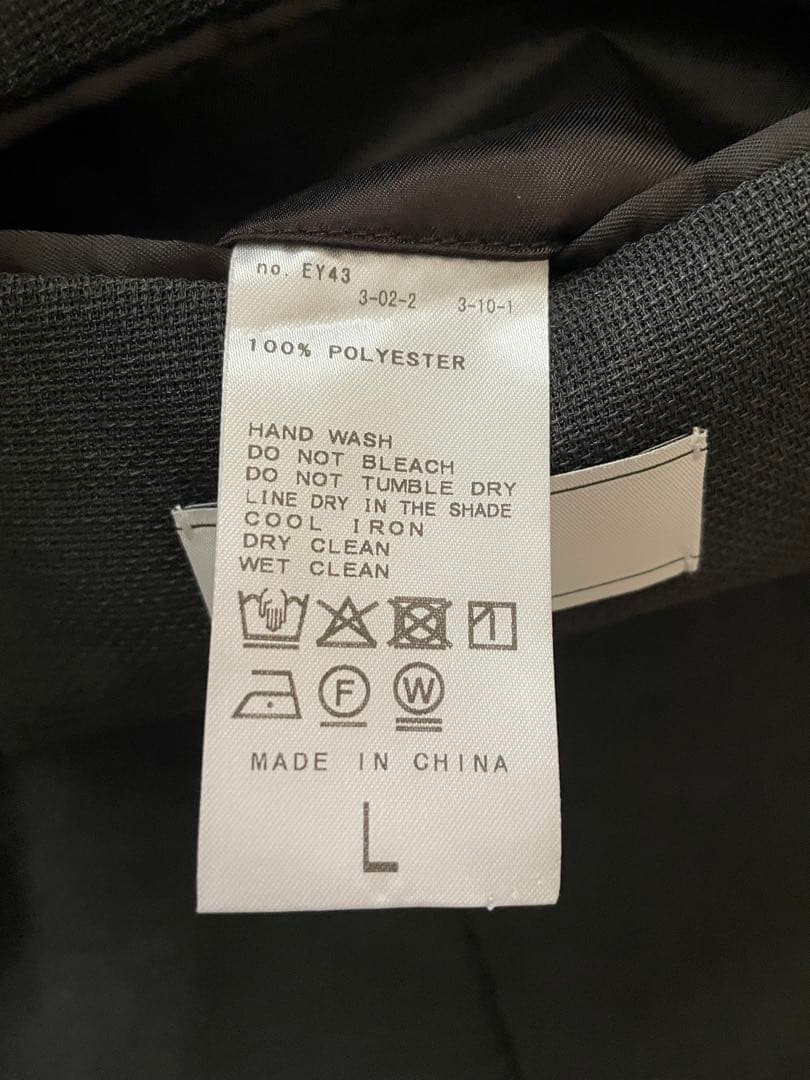 no. EY43
3-02-2 3-10-1
100% POLYESTER
HAND WASH
DO NOT BLEACH
DO NOT TUMBLE DRY
LINE DRY IN THE SHADE
COOL IRON
DRY CLEAN
WET CLEAN
F W
MADE IN CHINA
L